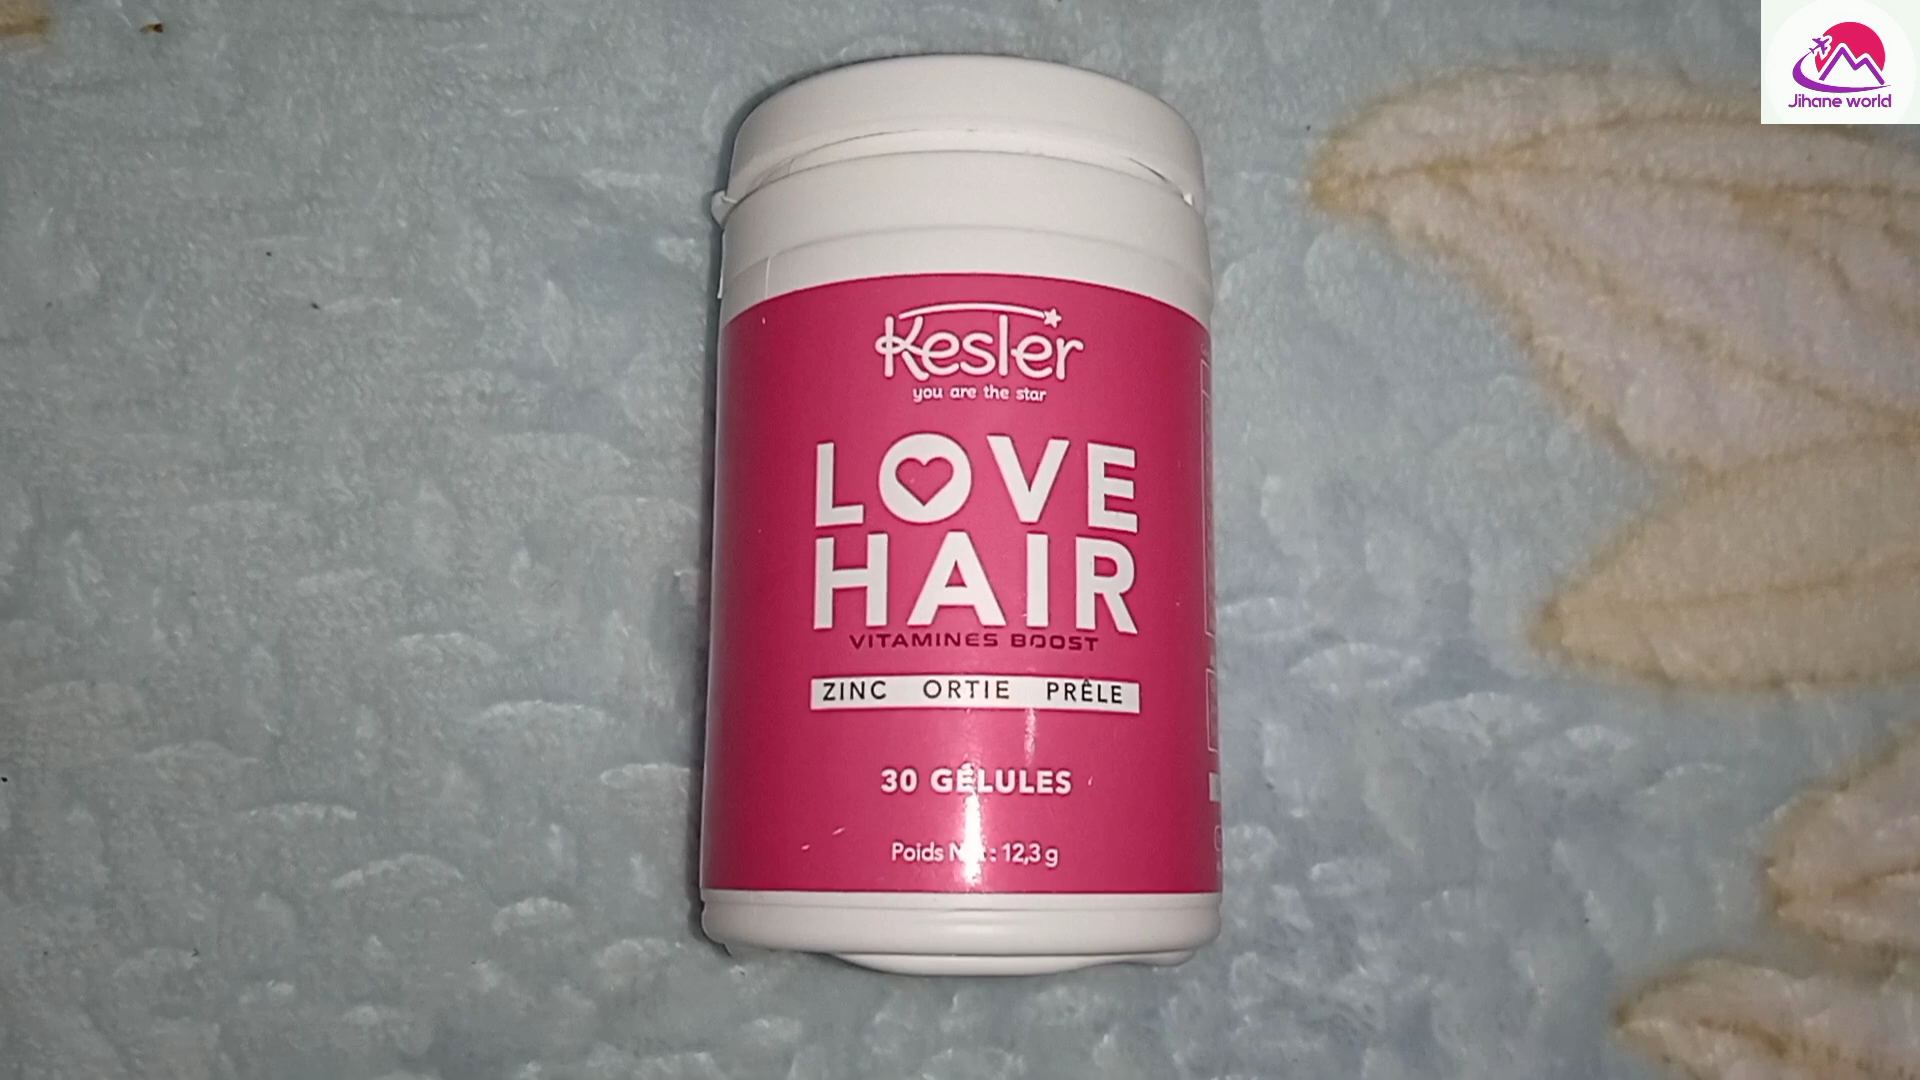 Jihane world
Kesler
you are the star
LOVE
HAIR
VITAMINES BOOST
ZINC ORTIE PRÊLE
30 GÉLULES
Poids : 12,3 g